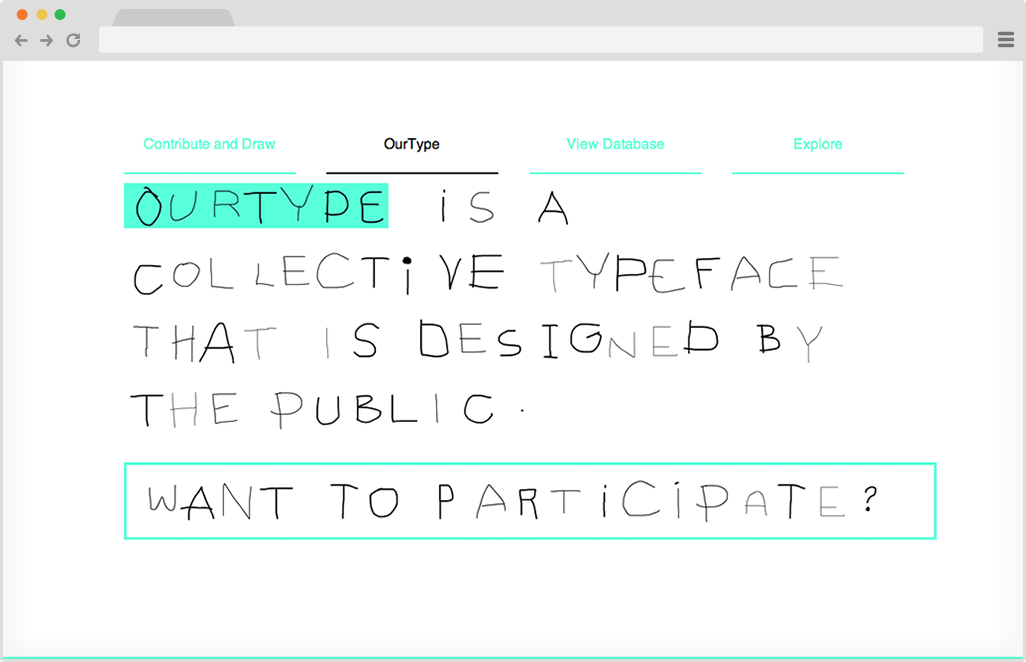 Contribute and Draw OurType View Database Explore
OURTYPE iS A
COLLECTiVE TYPEFACE
THAT IS DESIGNED BY
THE PUBLIC.
WANT TO PARTiCiPATE?